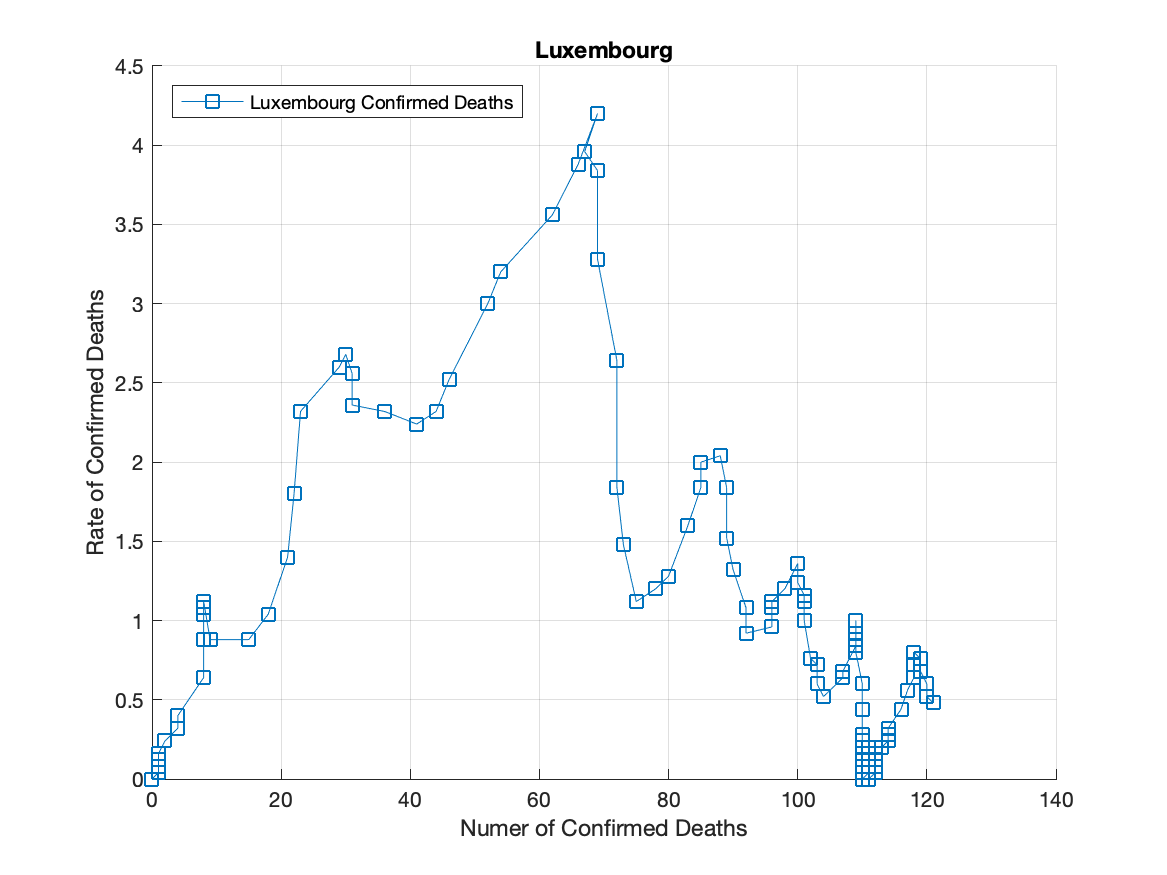 Luxembourg
Luxembourg Confirmed Deaths
4.5
4
3.5
3
2.5
2
1.5
1
0.5
0
Rate of Confirmed Deaths
0 20 40 60 80 100 120 140
Numer of Confirmed Deaths